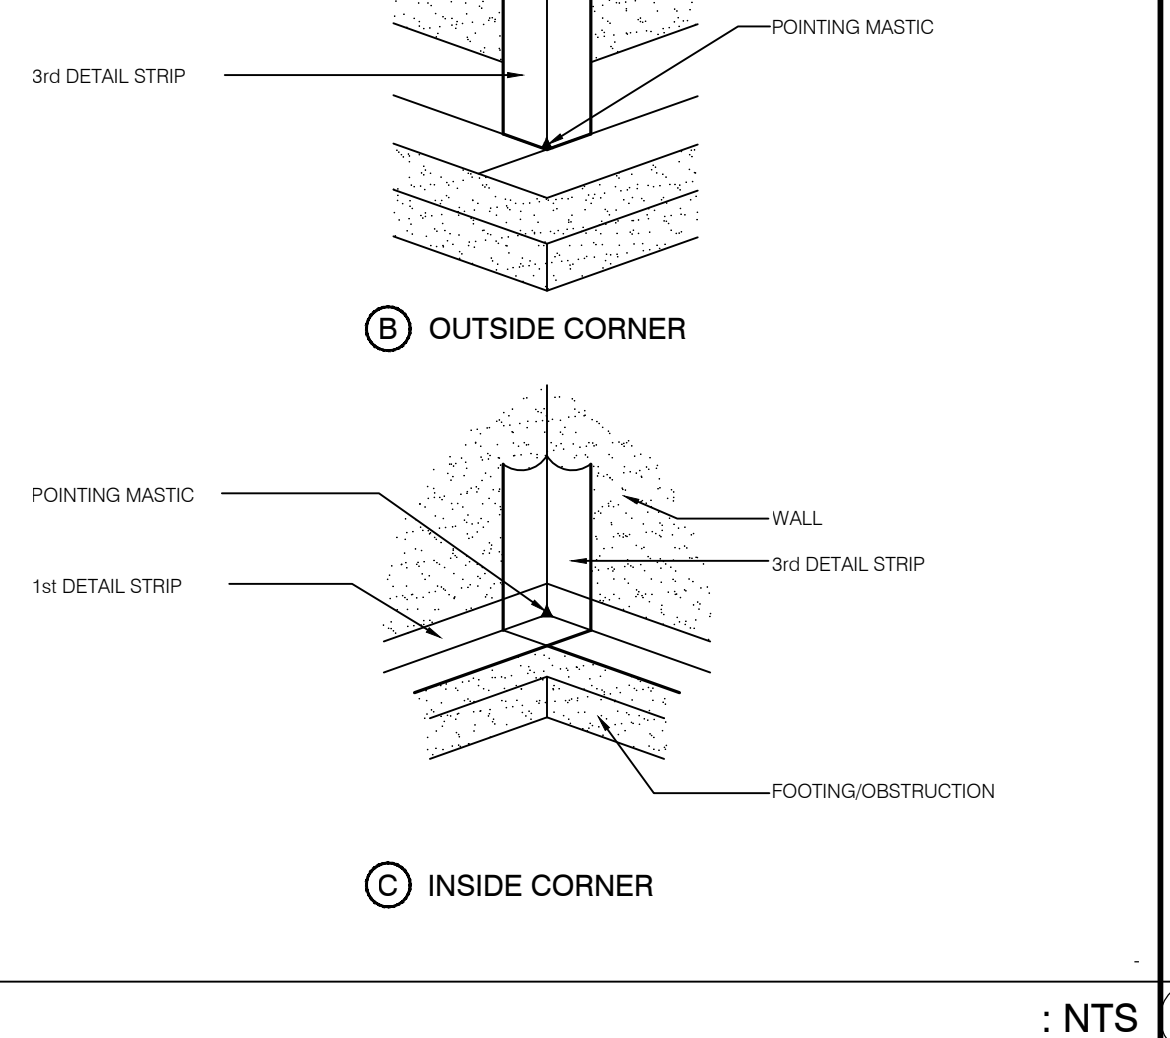 POINTING MASTIC
3rd DETAIL STRIP
B OUTSIDE CORNER
POINTING MASTIC
WALL
3rd DETAIL STRIP
1st DETAIL STRIP
FOOTING/OBSTRUCTION
C INSIDE CORNER
-
: NTS